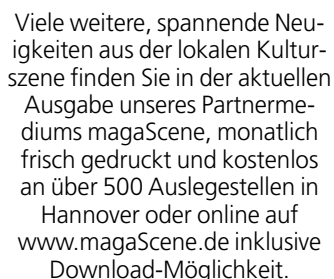 Viele weitere, spannende Neu-
igkeiten aus der lokalen Kultur-
szene finden Sie in der aktuellen
Ausgabe unseres Partnerme-
diums magaScene, monatlich
frisch gedruckt und kostenlos
an über 500 Auslegestellen in
Hannover oder online auf
www.magaScene.de inklusive
Download-Möglichkeit.